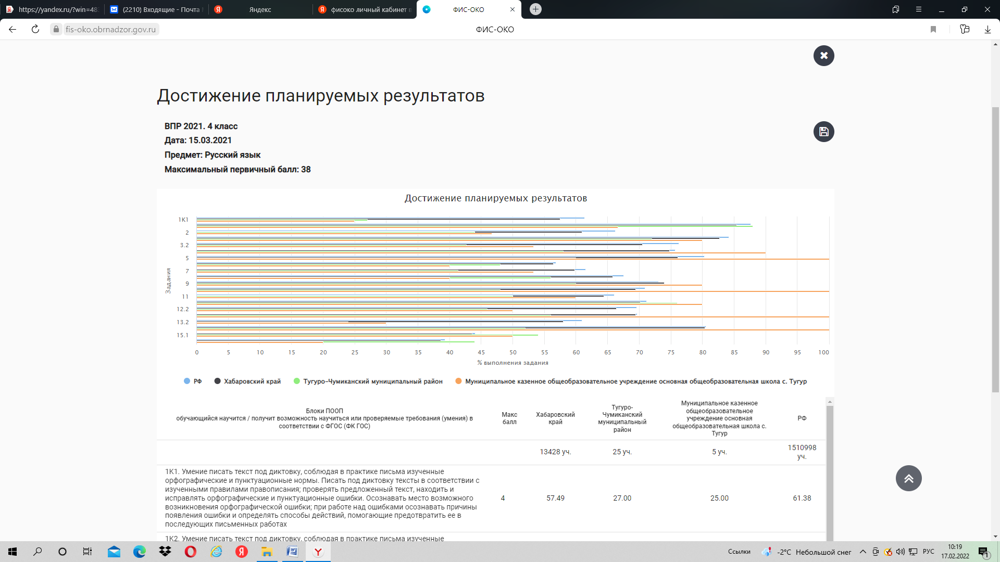 https://yandex.ru/?win=48
(2210) Входящие - Почта
Яндекс
фисоко личный кабинет в
ФИС-ОКО
fis-oko.obrnadzor.gov.ru
ФИС-ОКО
Достижение планируемых результатов
ВПР 2021. 4 класс
Дата: 15.03.2021
Предмет: Русский язык
Максимальный первичный балл: 38
Достижение планируемых результатов
1К1
2
3.2
5
7
9
11
12.2
13.2
15.1
Задания
0 5 10 15 20 25 30 35 40 45 50 55 60 65 70 75 80 85 90 95 100
% выполнения задания
РФ Хабаровский край Тугуро-Чумиканский муниципальный район Муниципальное казенное общеобразовательное учреждение основная общеобразовательная школа с. Тугур
Блоки ПООП
обучающийся научится / получит возможность научиться или проверяемые требования (умения) в
соответствии с ФГОС (ФК ГОС)
Макс
балл
Хабаровский
край
Тугуро-
Чумиканский
муниципальный
район
Муниципальное казенное
общеобразовательное
учреждение основная
общеобразовательная школа с.
Тугур
РФ
13428 уч.
25 уч.
5 уч.
1510998
уч.
1К1. Умение писать текст под диктовку, соблюдая в практике письма изученные
орфографические и пунктуационные нормы. Писать под диктовку тексты в соответствии с
изученными правилами правописания; проверять предложенный текст, находить и
исправлять орфографические и пунктуационные ошибки. Осознавать место возможного
возникновения орфографической ошибки; при работе над ошибками осознавать причины
появления ошибки и определять способы действий, помогающие предотвратить ее в
последующих письменных работах
4
57.49
27.00
25.00
61.38
1К2. Умение писать текст под диктовку, соблюдая в практике письма изученные
Ссылки
-2°C Небольшой снег
РУС
10:19
17.02.2022
1